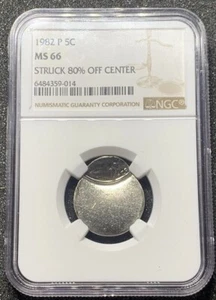 1982 P 5C
MS 66
STRUCK 80% OFF CENTER
6484359-014
NUMISMATIC GUARANTY CORPORATION
NGC